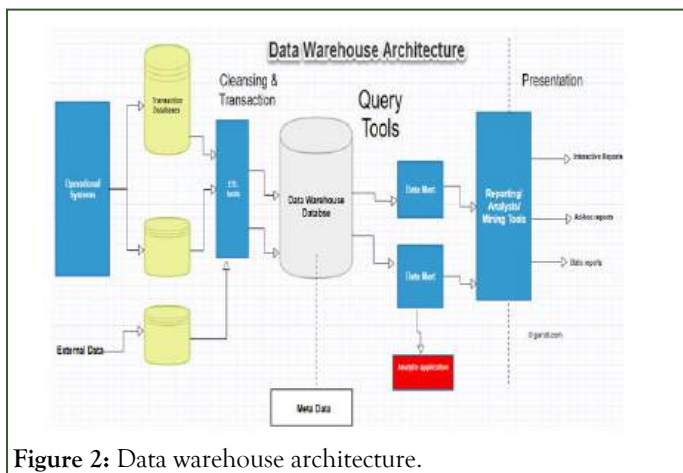 Data Warehouse Architecture
Cleansing &
Transaction
Query
Tools
Presentation
Transaction
Databases
Operational
Systems
ETL
tools
Data Warehouse
Databse
Data Mart
Data Mart
Reporting/
Analysis/
Mining Tools
Interactive Reports
Ad-hoc reports
reports
External Data
Analytic application
Meta Data
Figure 2: Data warehouse architecture.